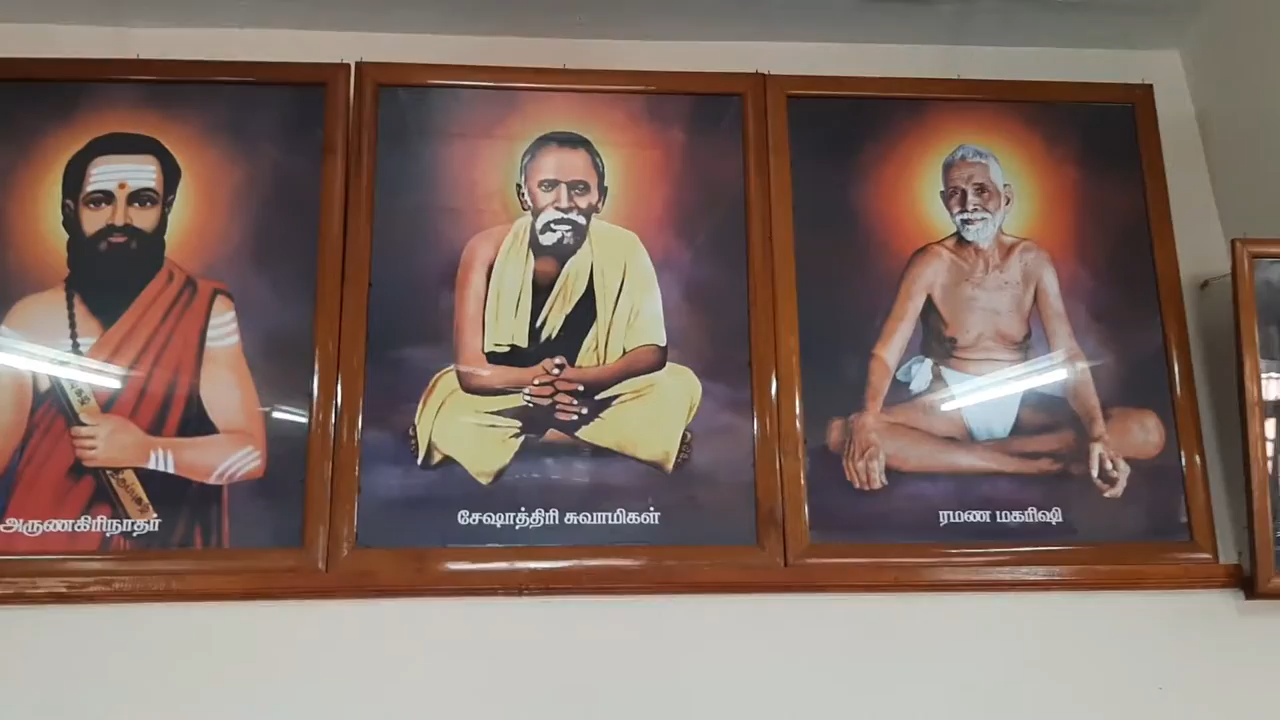 அருணகிரிநாதர்
சேஷாத்திரி சுவாமிகள்
ரமண மகரிஷி